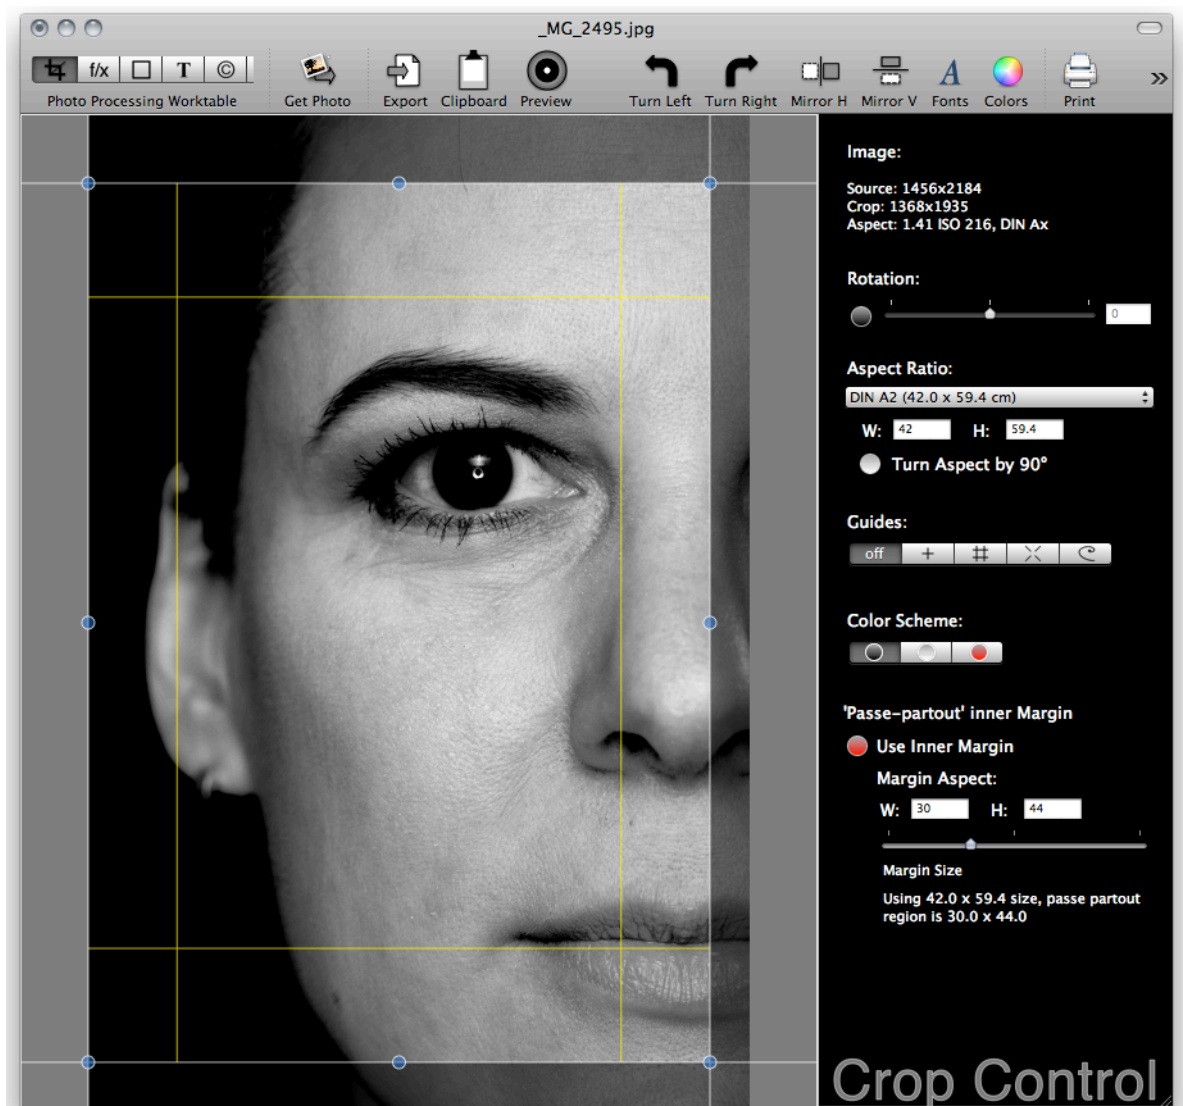 _MG_2495.jpg
f/x T ©
Photo Processing Worktable Get Photo Export Clipboard Preview Turn Left Turn Right Mirror H Mirror V Fonts Colors Print
Image:
Source: 1456x2184
Crop: 1368x1935
Aspect: 1.41 ISO 216, DIN Ax
Rotation:
0
Aspect Ratio:
DIN A2 (42.0 x 59.4 cm)
W: 42 H: 59.4
Turn Aspect by 90°
Guides:
off
Color Scheme:
'Passe-partout' inner Margin
Use Inner Margin
Margin Aspect:
W: 30 H: 44
Margin Size
Using 42.0 x 59.4 size, passe partout
region is 30.0 x 44.0
Crop Control